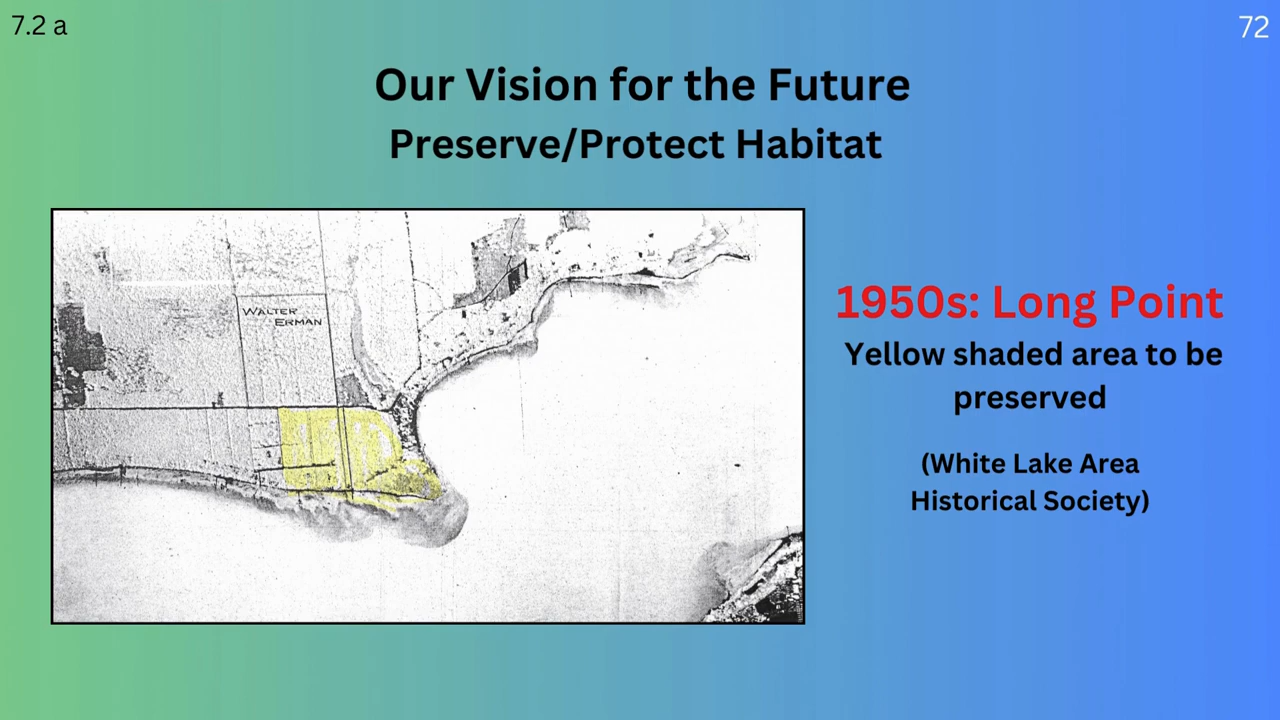 7.2 a
72
Our Vision for the Future
Preserve/Protect Habitat
WALTER
ERMAN
1950s: Long Point
Yellow shaded area to be
preserved
(White Lake Area
Historical Society)